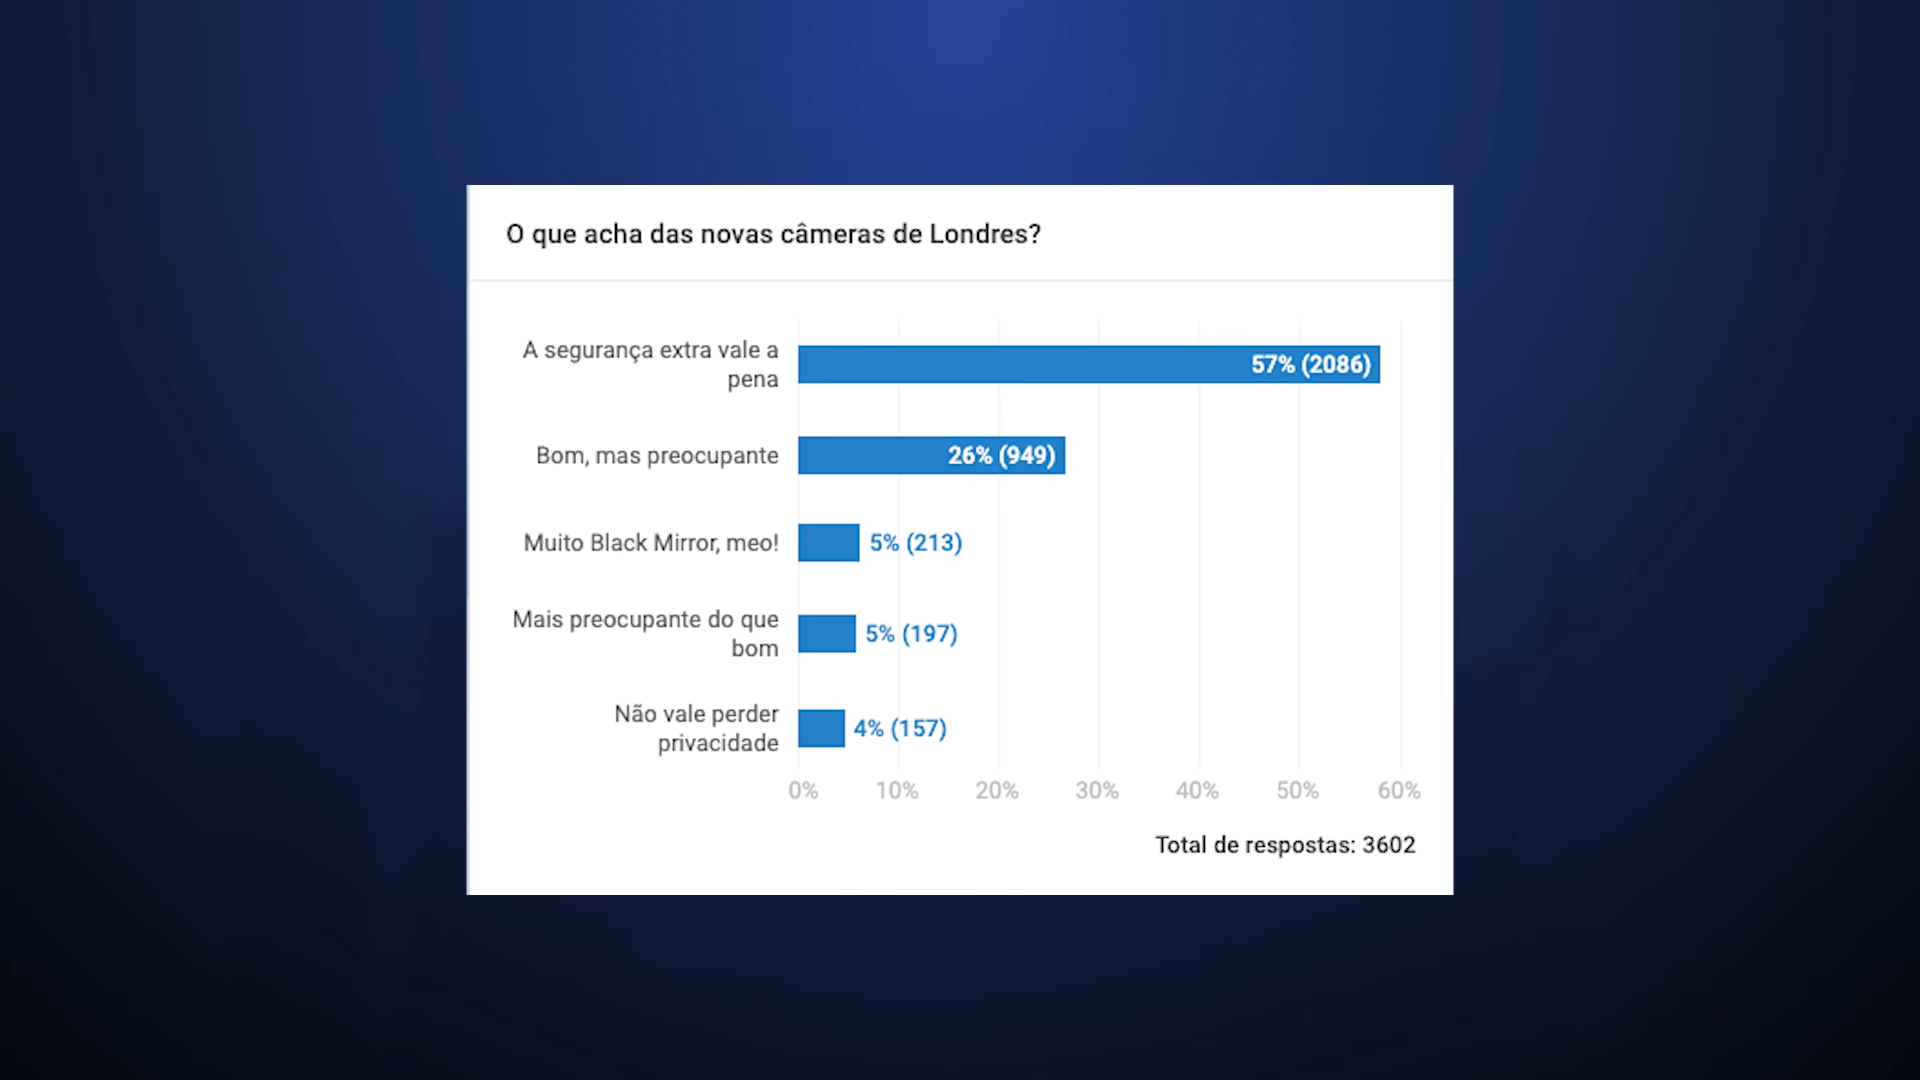 O que acha das novas câmeras de Londres?
A segurança extra vale a
pena
57% (2086)
Bom, mas preocupante
26% (949)
Muito Black Mirror, meo!
5% (213)
Mais preocupante do que
bom
5% (197)
Não vale perder
privacidade
4% (157)
0% 10% 20% 30% 40% 50% 60%
Total de respostas: 3602